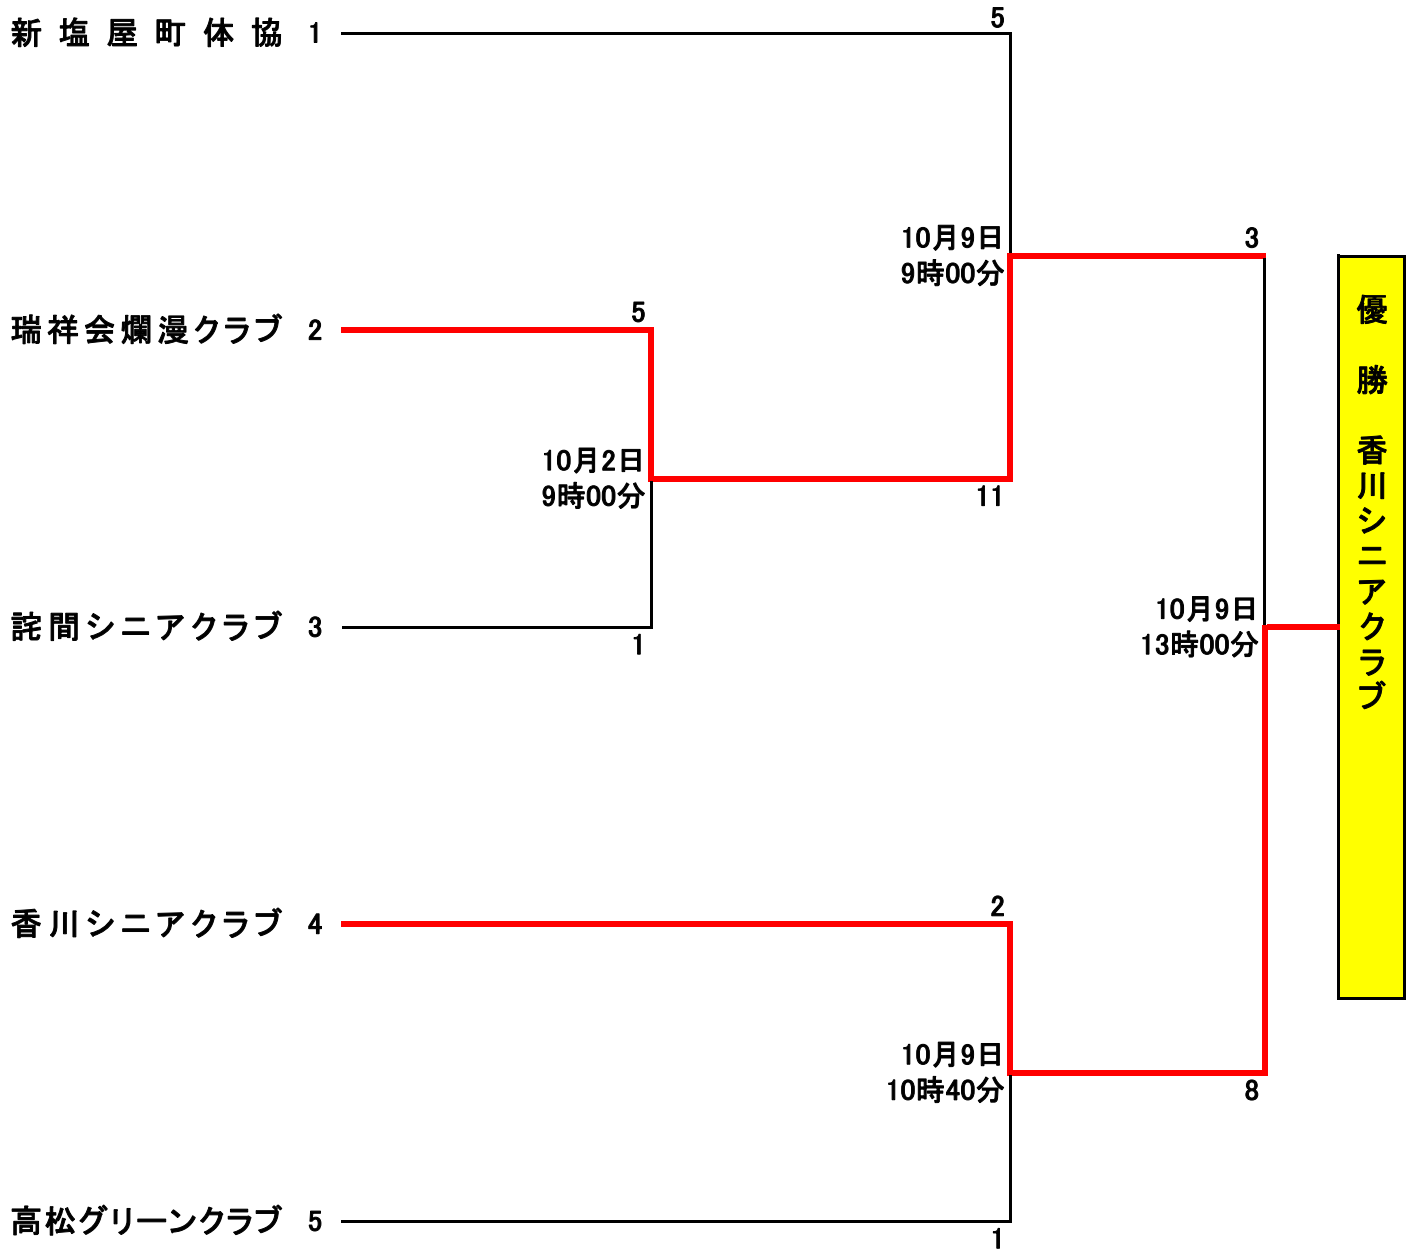 新塩屋町体協 1
5
10月9日
9時00分
3
瑞祥会爛漫クラブ 2
5
10月2日
9時00分
11
詫間シニアクラブ 3
1
10月9日
13時00分
優勝 香川シニアクラブ
香川シニアクラブ 4
2
10月9日
10時40分
8
高松グリーンクラブ 5
1